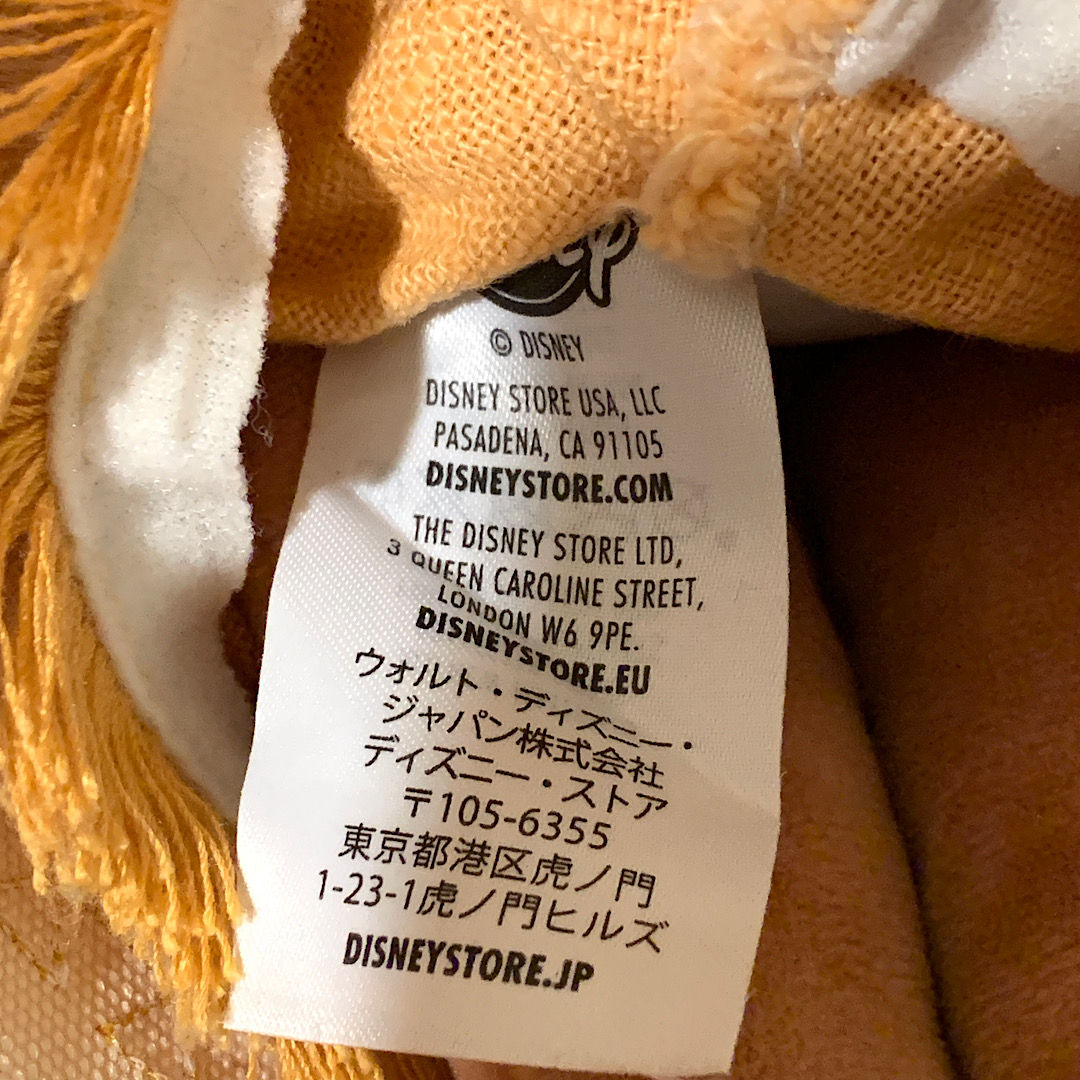 © DISNEY
DISNEY STORE USA, LLC
PASADENA, CA 91105
DISNEYSTORE.COM
THE DISNEY STORE LTD,
3 QUEEN CAROLINE STREET,
LONDON W6 9PE.
DISNEYSTORE.EU
ウォルト・ディズニー・
ジャパン株式会社
ディズニー・ストア
〒105-6355
東京都港区虎ノ門
1-23-1虎ノ門ヒルズ
DISNEYSTORE.JP